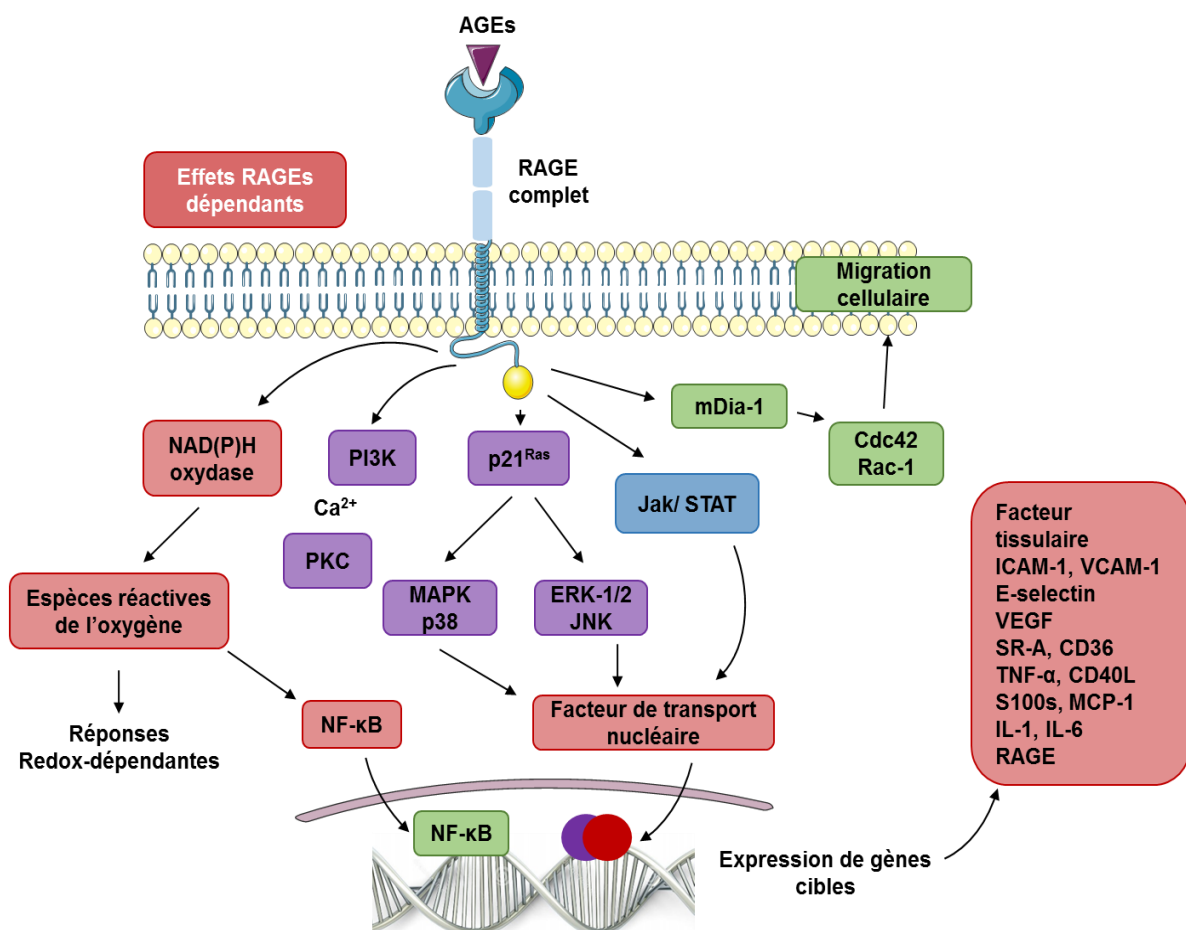 AGEs
Effets RAGEs
dépendants
RAGE
complet
Migration
cellulaire
NAD(P)H
oxydase
PI3K
p21Ras
mDia-1
Cdc42
Rac-1
Ca2+
PKC
Jak/ STAT
Espèces réactives
de l’oxygène
MAPK
p38
ERK-1/2
JNK
Facteur
tissulaire
ICAM-1, VCAM-1
E-selectin
VEGF
SR-A, CD36
TNF-α, CD40L
S100s, MCP-1
IL-1, IL-6
RAGE
Réponses
Redox-dépendantes
NF-κB
Facteur de transport
nucléaire
NF-κB
Expression de gènes
cibles